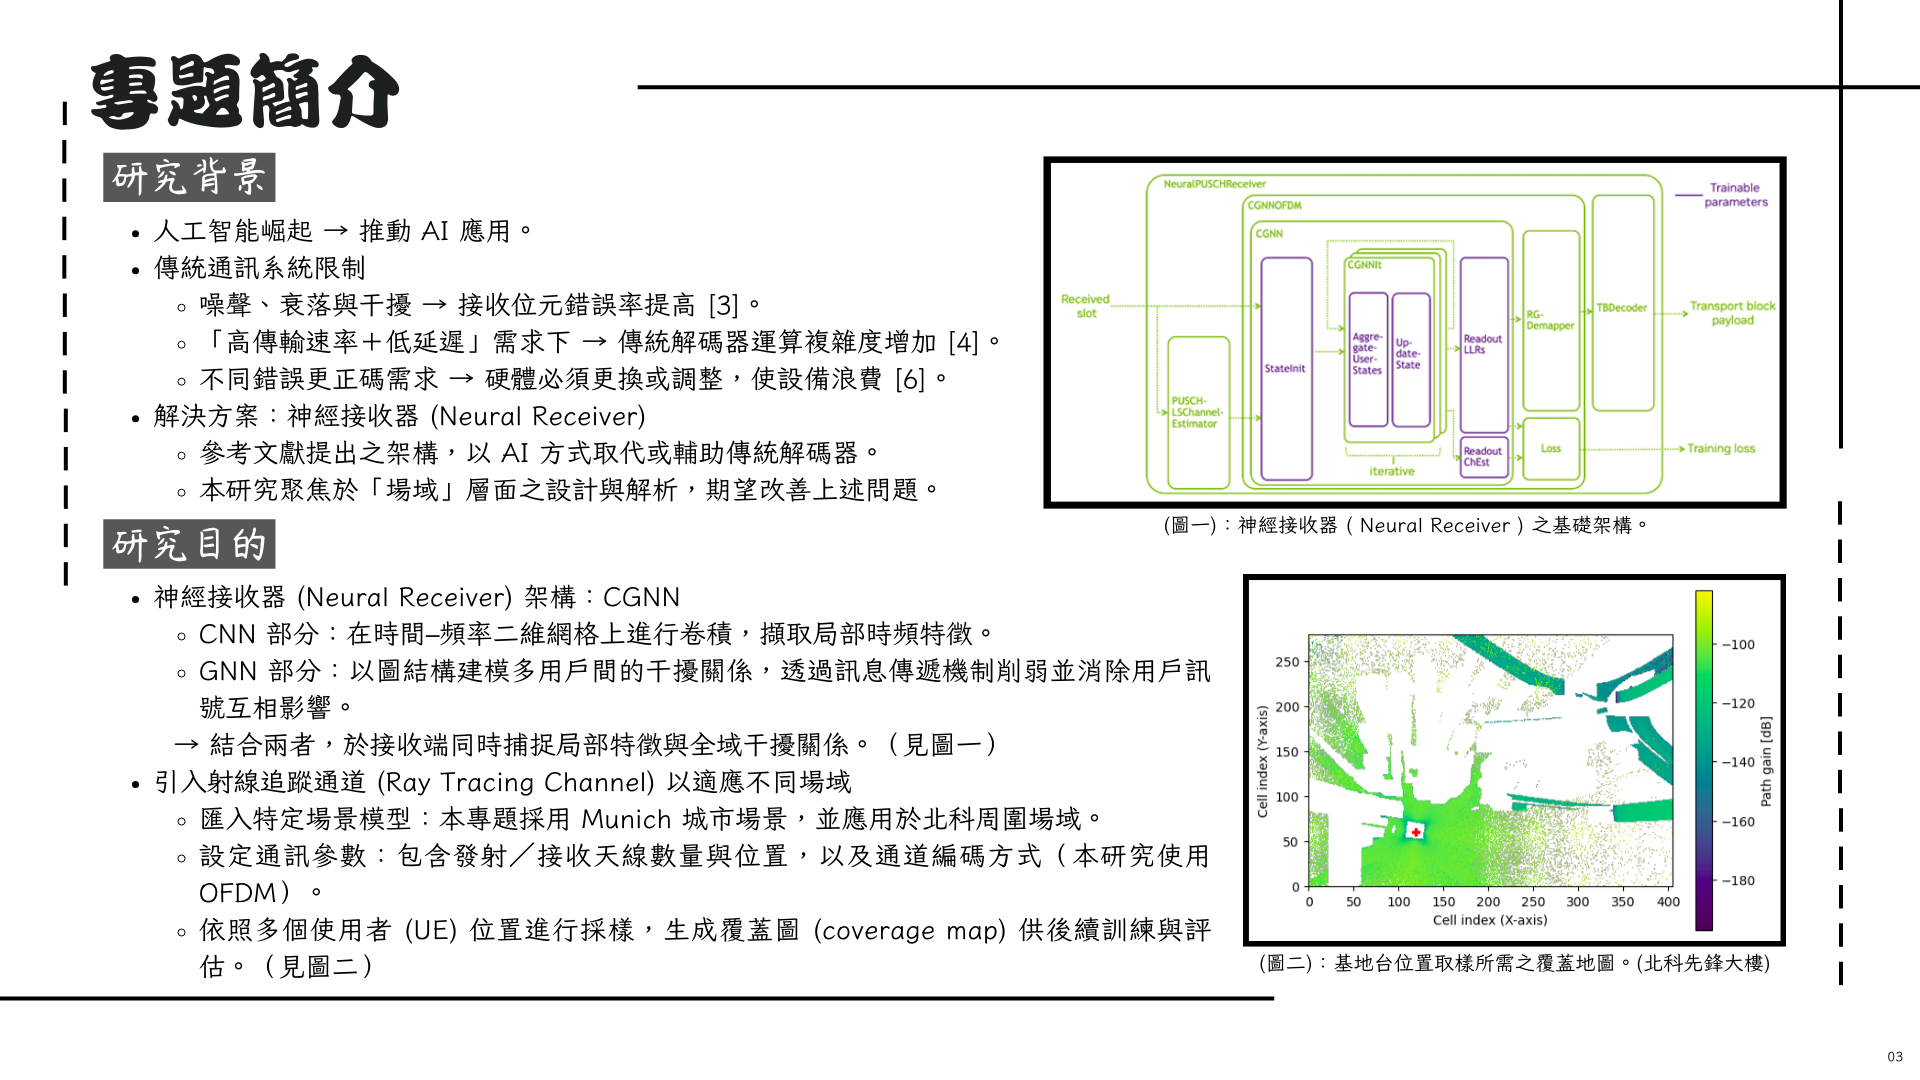 專題簡介
研究背景
• 人工智能崛起 → 推動 AI 應用。
• 傳統通訊系統限制
◦ 噪聲、衰落與干擾 → 接收位元錯誤率提高 [3]。
◦ 「高傳輸速率＋低延遲」需求下 → 傳統解碼器運算複雜度增加 [4]。
◦ 不同錯誤更正碼需求 → 硬體必須更換或調整，使設備浪費 [6]。
• 解決方案：神經接收器 (Neural Receiver)
◦ 參考文獻提出之架構，以 AI 方式取代或輔助傳統解碼器。
◦ 本研究聚焦於「場域」層面之設計與解析，期望改善上述問題。
研究目的
• 神經接收器 (Neural Receiver) 架構：CGNN
◦ CNN 部分：在時間–頻率二維網格上進行卷積，擷取局部時頻特徵。
◦ GNN 部分：以圖結構建模多用戶間的干擾關係，透過訊息傳遞機制削弱並消除用戶訊
號互相影響。
→ 結合兩者，於接收端同時捕捉局部特徵與全域干擾關係。（見圖一）
• 引入射線追蹤通道 (Ray Tracing Channel) 以適應不同場域
◦ 匯入特定場景模型：本專題採用 Munich 城市場景，並應用於北科周圍場域。
◦ 設定通訊參數：包含發射／接收天線數量與位置，以及通道編碼方式（本研究使用
OFDM）。
◦ 依照多個使用者 (UE) 位置進行採樣，生成覆蓋圖 (coverage map) 供後續訓練與評
估。（見圖二）
NeuralPUSCHReceiver
CGNNOFDM
CGNN
CGNNIt
Trainable
parameters
Received
slot
PUSCH-
LSChannel-
Estimator
StateInit
Aggre-
gate-
User-
States
Up-
date-
State
iterative
Readout
LLRs
Readout
ChEst
RG-
Demapper
Loss
TBDecoder
Transport block
payload
Training loss
(圖一)：神經接收器 ( Neural Receiver ) 之基礎架構。
Cell index (Y-axis)
250
200
150
100
50
0
0 50 100 150 200 250 300 350 400
Cell index (X-axis)
−100
−120
−140
−160
−180
Path gain [dB]
(圖二)：基地台位置取樣所需之覆蓋地圖。(北科先鋒大樓)
03